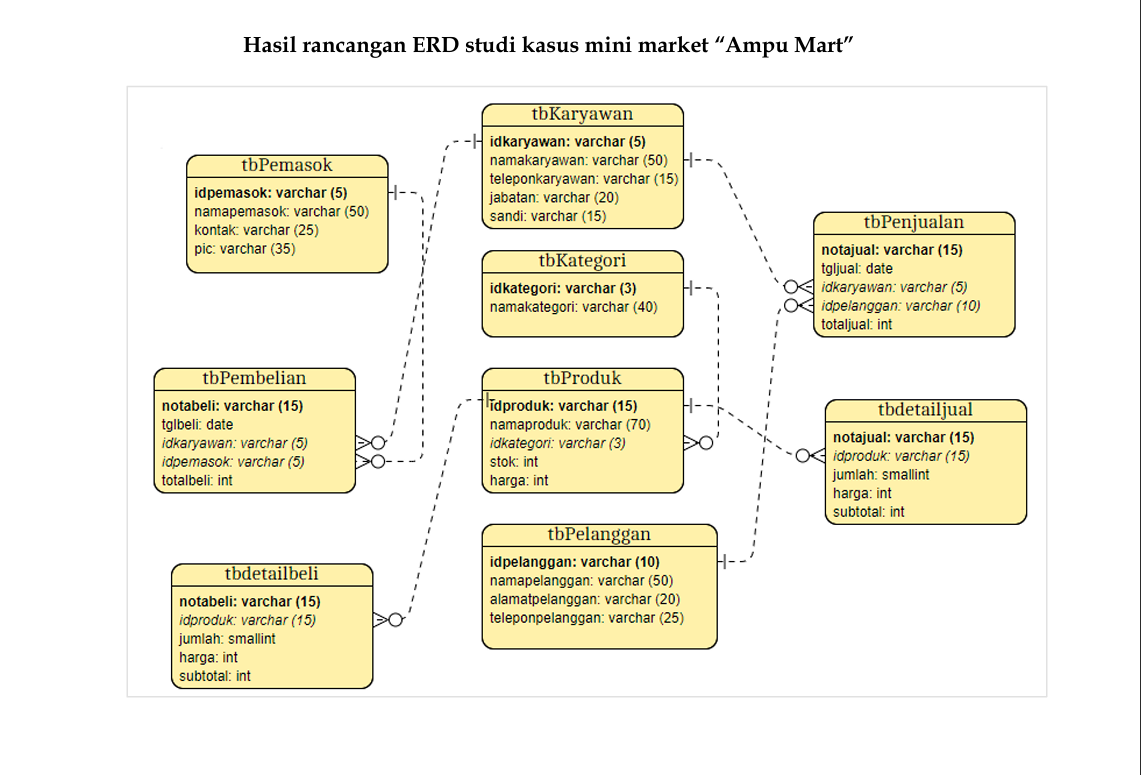 Hasil rancangan ERD studi kasus mini market “Ampu Mart”
tbPemasok
idpemasok: varchar (5)
namapemasok: varchar (50)
kontak: varchar (25)
pic: varchar (35)
tbKaryawan
idkaryawan: varchar (5)
namakaryawan: varchar (50)
teleponkaryawan: varchar (15)
jabatan: varchar (20)
sandi: varchar (15)
tbKategori
idkategori: varchar (3)
namakategori: varchar (40)
tbPenjualan
notajual: varchar (15)
tgljual: date
idkaryawan: varchar (5)
idpelanggan: varchar (10)
totaljual: int
tbPembelian
notabeli: varchar (15)
tglbeli: date
idkaryawan: varchar (5)
idpemasok: varchar (5)
totalbeli: int
tbProduk
idproduk: varchar (15)
namaproduk: varchar (70)
idkategori: varchar (3)
stok: int
harga: int
tbdetailjual
notajual: varchar (15)
idproduk: varchar (15)
jumlah: smallint
harga: int
subtotal: int
tbdetailbeli
notabeli: varchar (15)
idproduk: varchar (15)
jumlah: smallint
harga: int
subtotal: int
tbPelanggan
idpelanggan: varchar (10)
namapelanggan: varchar (50)
alamatpelanggan: varchar (20)
teleponpelanggan: varchar (25)